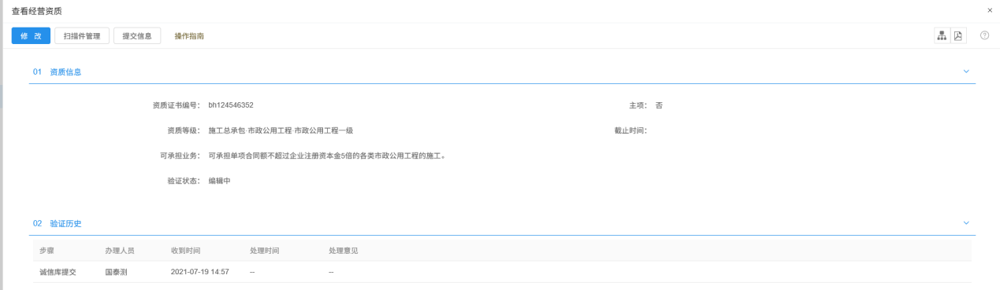 查看经营资质 ×
修 改 扫描件管理 提交信息 操作指南
01 资质信息
资质证书编号： bh124546352 主项： 否
资质等级： 施工总承包·市政公用工程·市政公用工程一级 截止时间：
可承担业务： 可承担单项合同额不超过企业注册资本金5倍的各类市政公用工程的施工。
验证状态： 编辑中
02 验证历史
步骤 办理人员 收到时间 处理时间 处理意见
诚信库提交 国泰测 2021-07-19 14:57 -- --